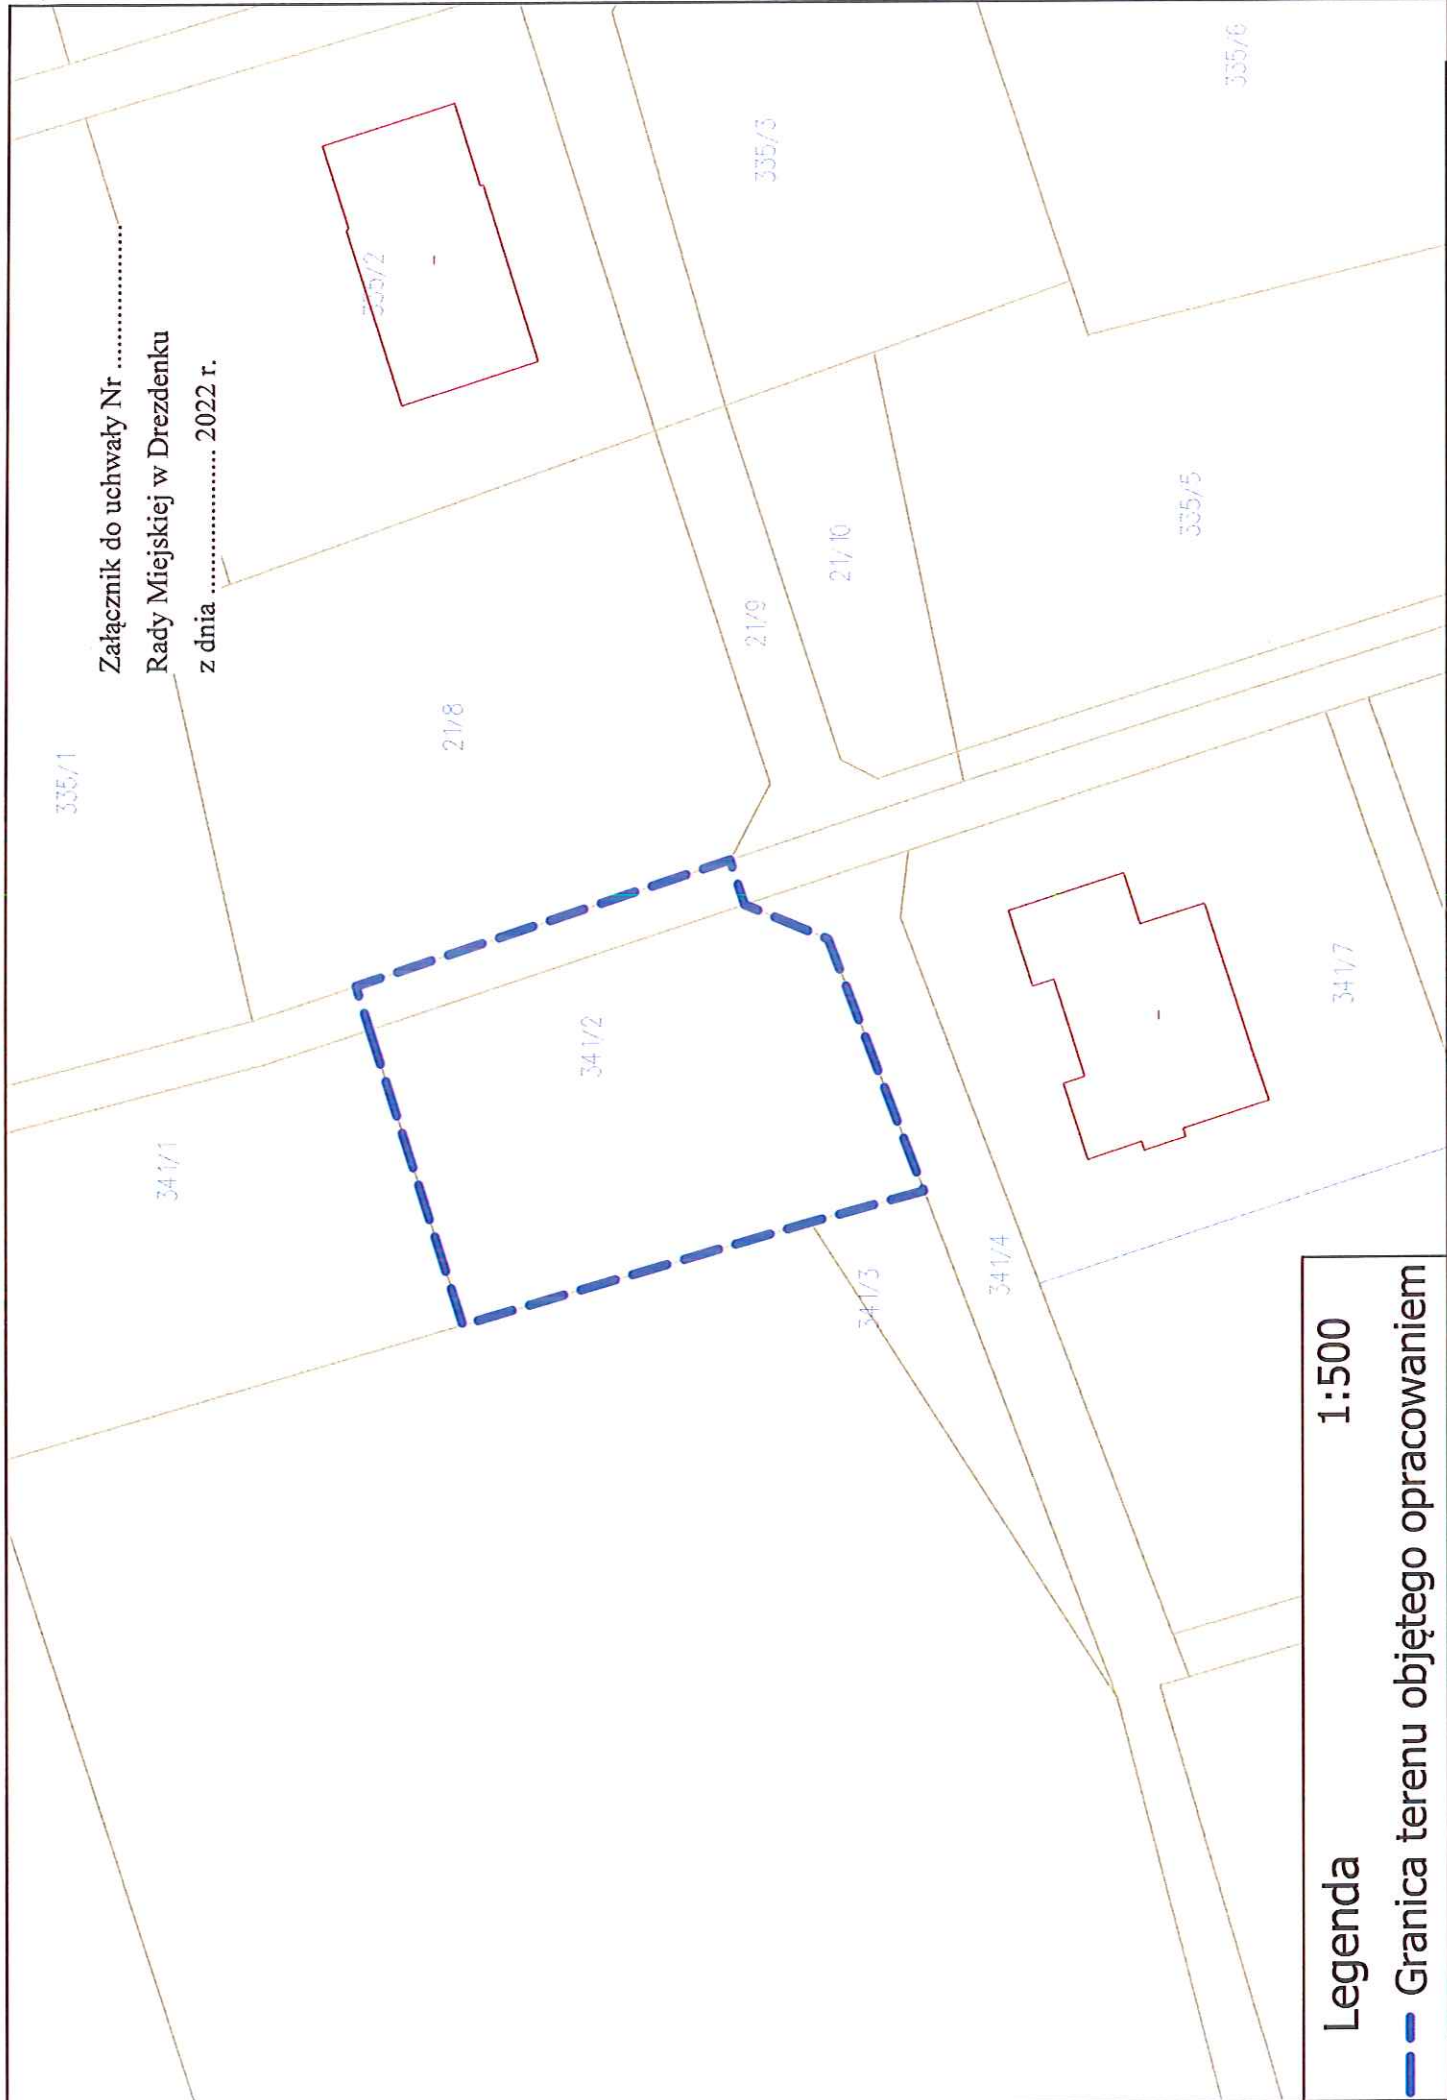 Załącznik do uchwały Nr ......................
Rady Miejskiej w Drezdenku
z dnia .................... 2022 r.
335/1
335/2
335/3
335/6
21/8
21/9
21/10
335/5
341/1
341/2
341/3
341/4
341/7
Legenda 1:500
Granica terenu objętego opracowaniem